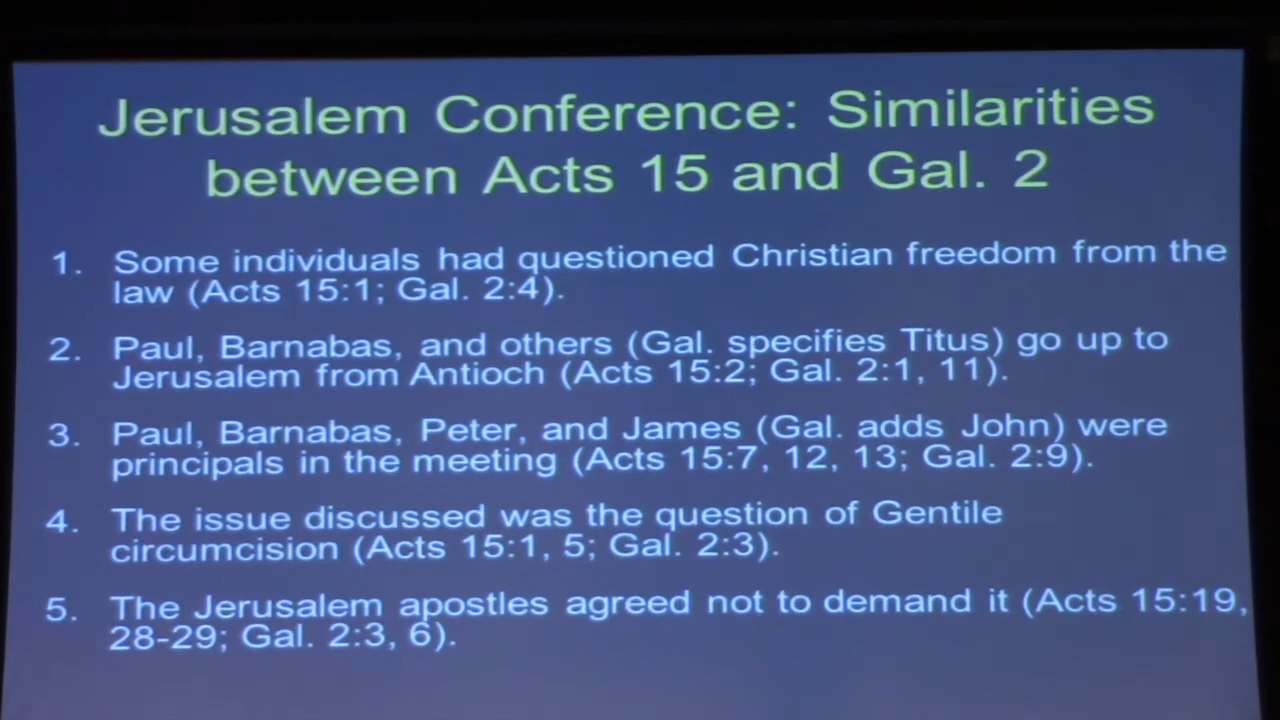 Jerusalem Conference: Similarities
between Acts 15 and Gal. 2
1. Some individuals had questioned Christian freedom from the
law (Acts 15:1; Gal. 2:4).
2. Paul, Barnabas, and others (Gal. specifies Titus) go up to
Jerusalem from Antioch (Acts 15:2; Gal. 2:1, 11).
3. Paul, Barnabas, Peter, and James (Gal. adds John) were
principals in the meeting (Acts 15:7, 12, 13; Gal. 2:9).
4. The issue discussed was the question of Gentile
circumcision (Acts 15:1, 5; Gal. 2:3).
5. The Jerusalem apostles agreed not to demand it (Acts 15:19,
28-29; Gal. 2:3, 6).